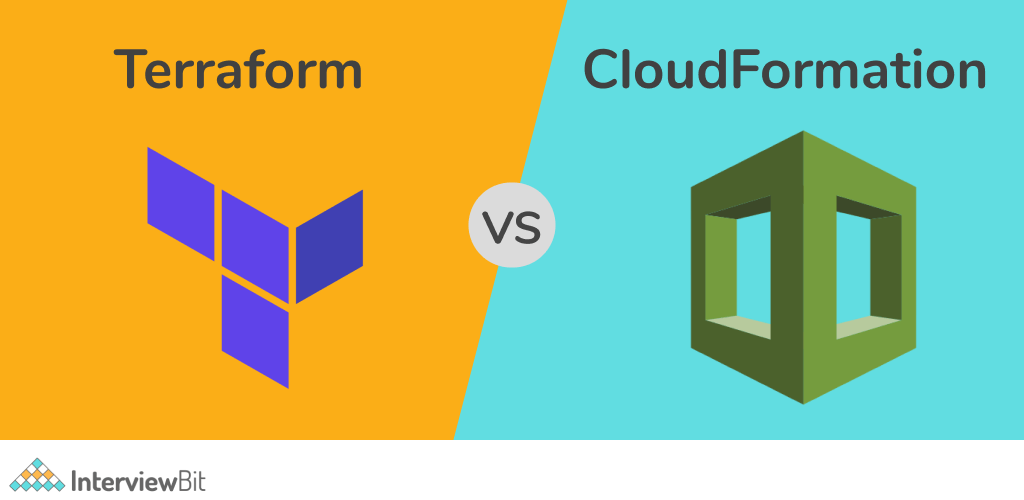 Terraform
CloudFormation
VS
InterviewBit